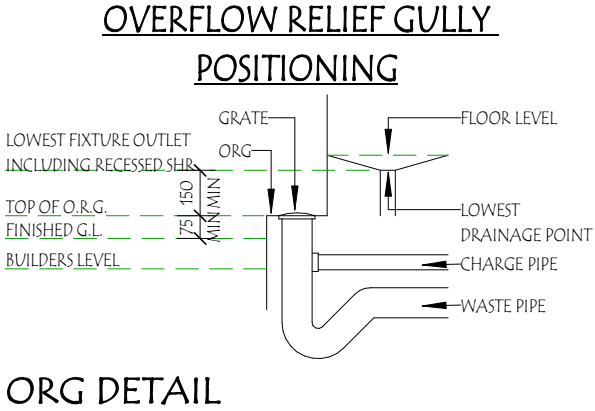 OVERFLOW RELIEF GULLY
POSITIONING
GRATE
FLOOR LEVEL
LOWEST FIXTURE OUTLET
INCLUDING RECESSED SHR
ORG
150 MIN
75 MIN
TOP OF O.R.G.
FINISHED G.L.
BUILDERS LEVEL
LOWEST
DRAINAGE POINT
CHARGE PIPE
WASTE PIPE
ORG DETAIL